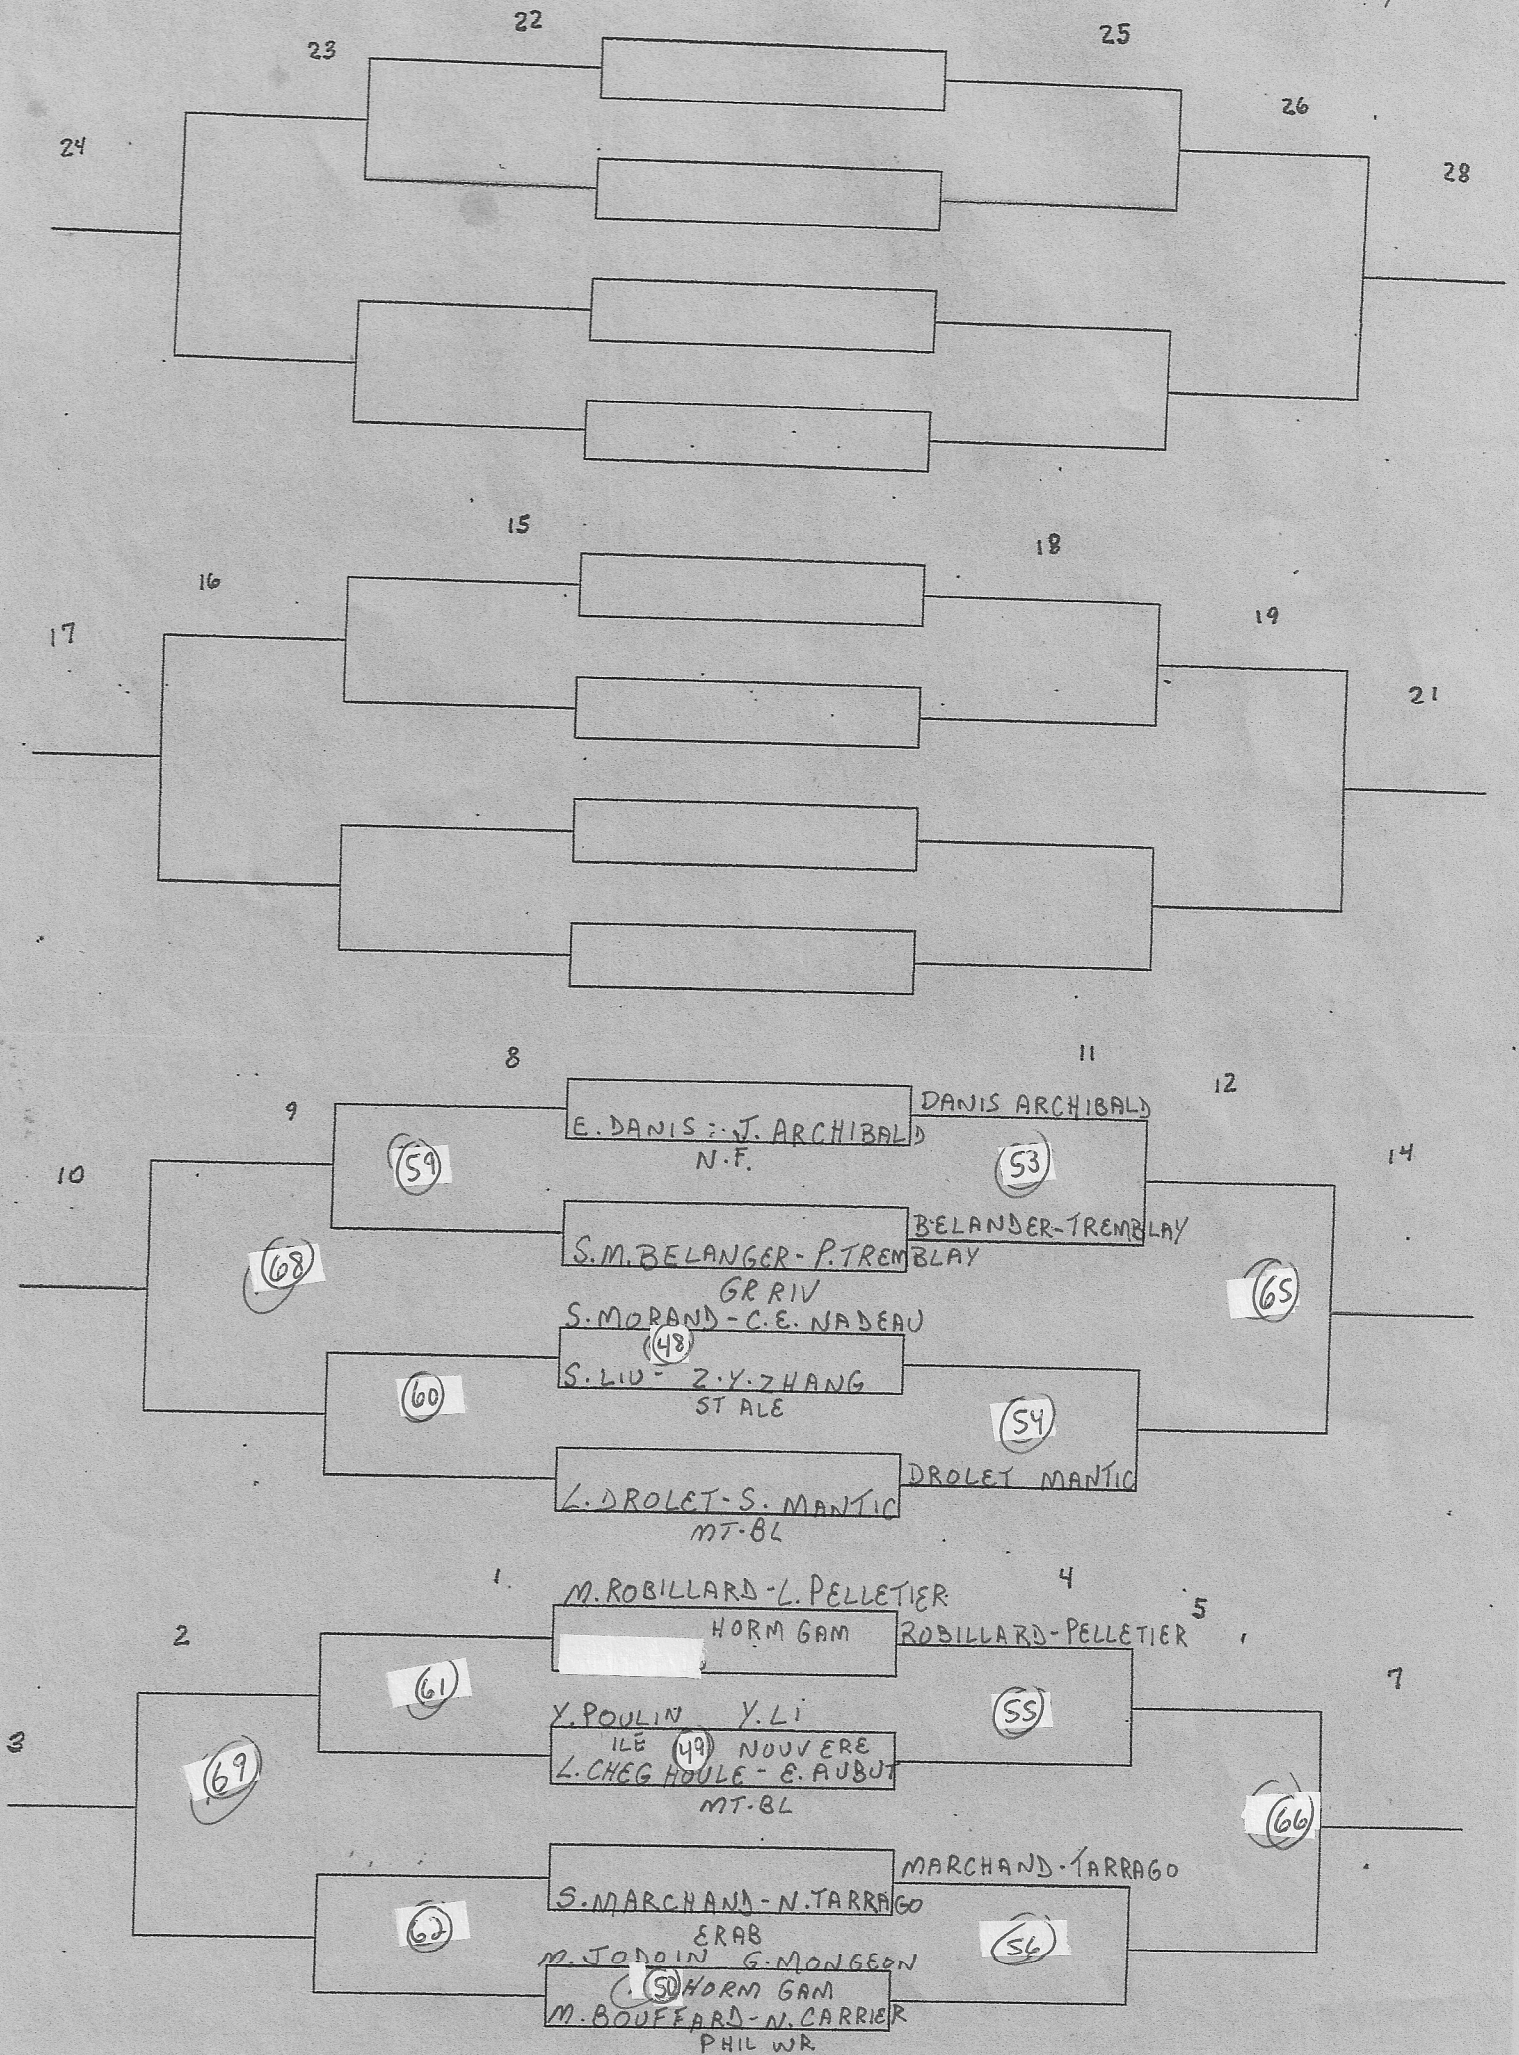 22
25
23
26
24
28
15
18
16
19
17
21
8
11
12
9
DANIS ARCHIBALD
E. DANIS : J. ARCHIBALD
N.F.
59
53
14
10
BELANDER-TREMBLAY
S.M. BELANGER - P. TREMBLAY
68
65
GR RIV
S. MORAND - C.E. NADEAU
48
S. LIU - Z.Y. ZHANG
ST ALE
60
54
DROLET MANTIC
L. DROLET - S. MANTIC
MT-BL
1
4
M. ROBILLARD - L. PELLETIER
5
2
HORM GAM
ROBILLARD-PELLETIER
61
7
55
Y. POULIN Y. Li
3
ILE 49 NOUVERE
L. CHEG HOULE - E. AUBUT
69
MT-BL
66
MARCHAND-TARRAGO
S. MARCHAND - N. TARRAGO
62
ERAB
56
M. JODOIN G. MONGEON
50 HORM GAM
M. BOUFFARD - N. CARRIER
PHIL WR